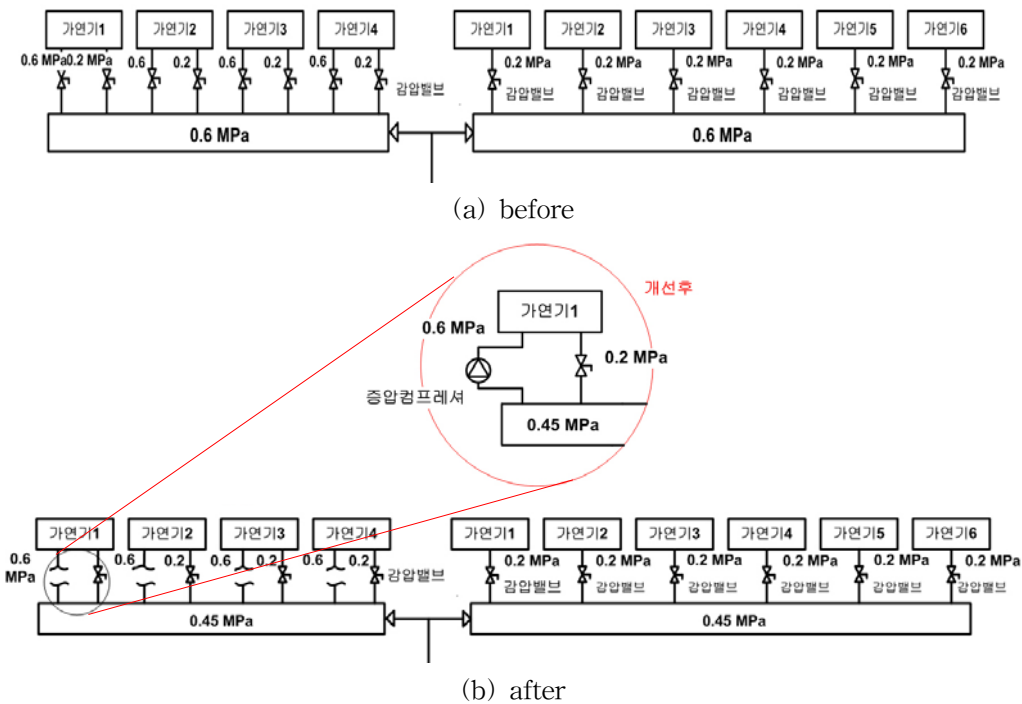 가연기1 가연기2 가연기3 가연기4 가연기1 가연기2 가연기3 가연기4 가연기5 가연기6
0.6 MPa 0.2 MPa 0.6 0.2 0.6 0.2 0.6 0.2 0.2 MPa 0.2 MPa 0.2 MPa 0.2 MPa 0.2 MPa 0.2 MPa
감압밸브 감압밸브 감압밸브 감압밸브 감압밸브 감압밸브 감압밸브
0.6 MPa 0.6 MPa
(a) before
개선후
가연기1
0.6 MPa
0.2 MPa
증압컴프레셔
0.45 MPa
가연기1 가연기2 가연기3 가연기4 가연기1 가연기2 가연기3 가연기4 가연기5 가연기6
0.6 0.6 0.2 0.6 0.2 0.6 0.2 0.2 MPa 0.2 MPa 0.2 MPa 0.2 MPa 0.2 MPa 0.2 MPa
MPa 감압밸브 감압밸브 감압밸브 감압밸브 감압밸브 감압밸브 감압밸브
0.45 MPa 0.45 MPa
(b) after